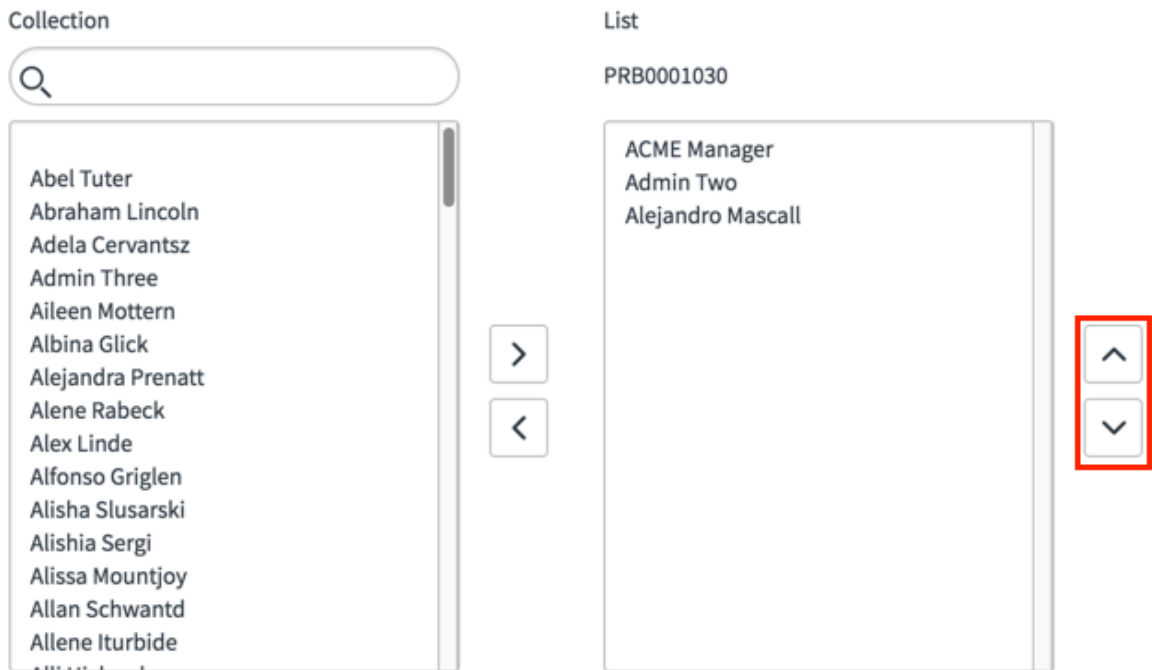 Collection
Abel Tuter
Abraham Lincoln
Adela Cervantsz
Admin Three
Aileen Mottern
Albina Glick
Alejandra Prenatt
Alene Rabeck
Alex Linde
Alfonso Griglen
Alisha Slusarski
Alishia Sergi
Alissa Mountjoy
Allan Schwantd
Allene Iturbide
List
PRB0001030
ACME Manager
Admin Two
Alejandro Mascall